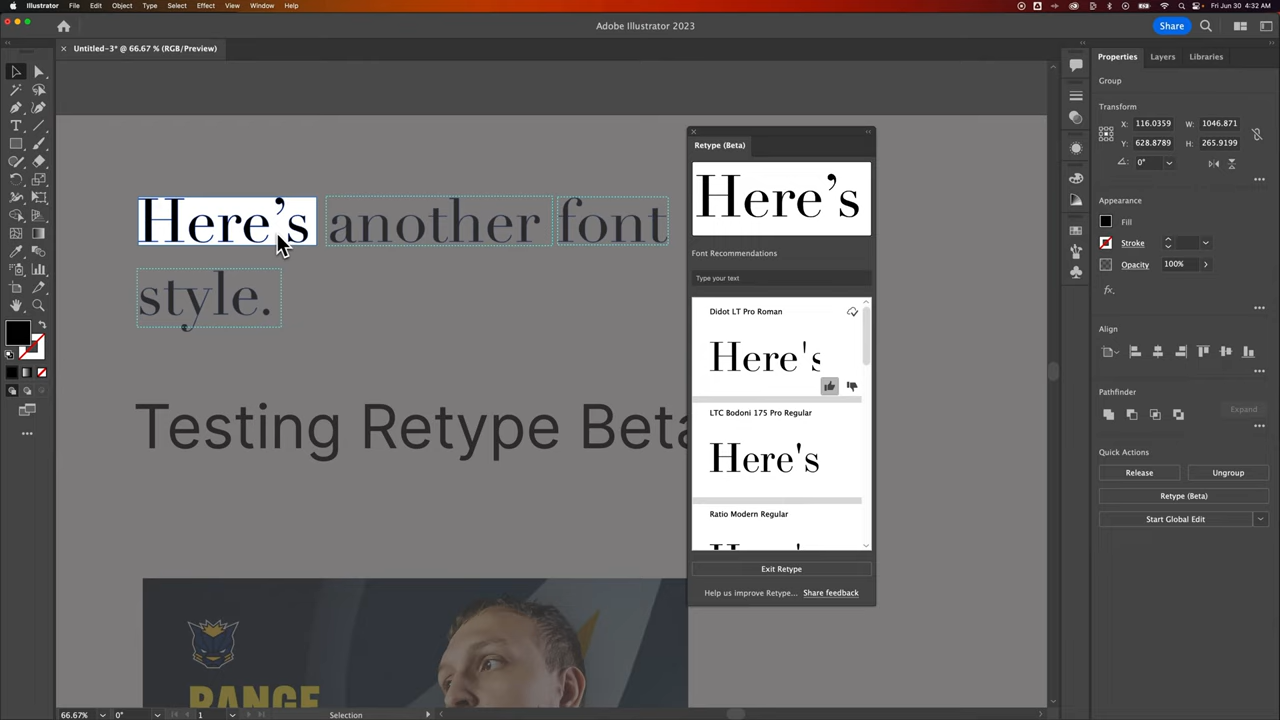 Illustrator File Edit Object Type Select Effect View Window Help
Fri Jun 30 4:32 AM
Adobe Illustrator 2023
Share
Untitled-3* @ 66.67 % (RGB/Preview)
Properties Layers Libraries
Group
Transform
X: 116.0359 W: 1046.871
Y: 628.8789 H: 265.9199
0°
Appearance
Fill
Stroke
Opacity 100%
fx.
Align
Pathfinder
Expand
Quick Actions
Release Ungroup
Retype (Beta)
Start Global Edit
Here’s another font
style.
Testing Retype Beta
RANGE
Retype (Beta)
Here’s
Font Recommendations
Type your text
Didot LT Pro Roman
Here's
LTC Bodoni 175 Pro Regular
Here's
Ratio Modern Regular
Exit Retype
Help us improve Retype... Share feedback
66.67% 0° 1 Selection